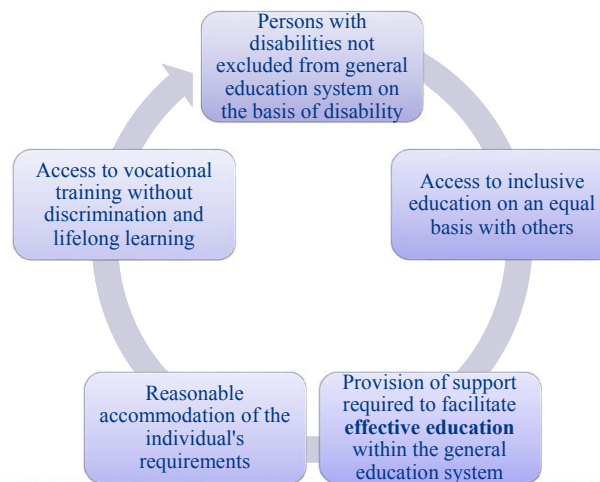 Persons with
disabilities not
excluded from general
education system on
the basis of disability
Access to inclusive
education on an equal
basis with others
Provision of support
required to facilitate
effective education
within the general
education system
Reasonable
accommodation of the
individual's
requirements
Access to vocational
training without
discrimination and
lifelong learning